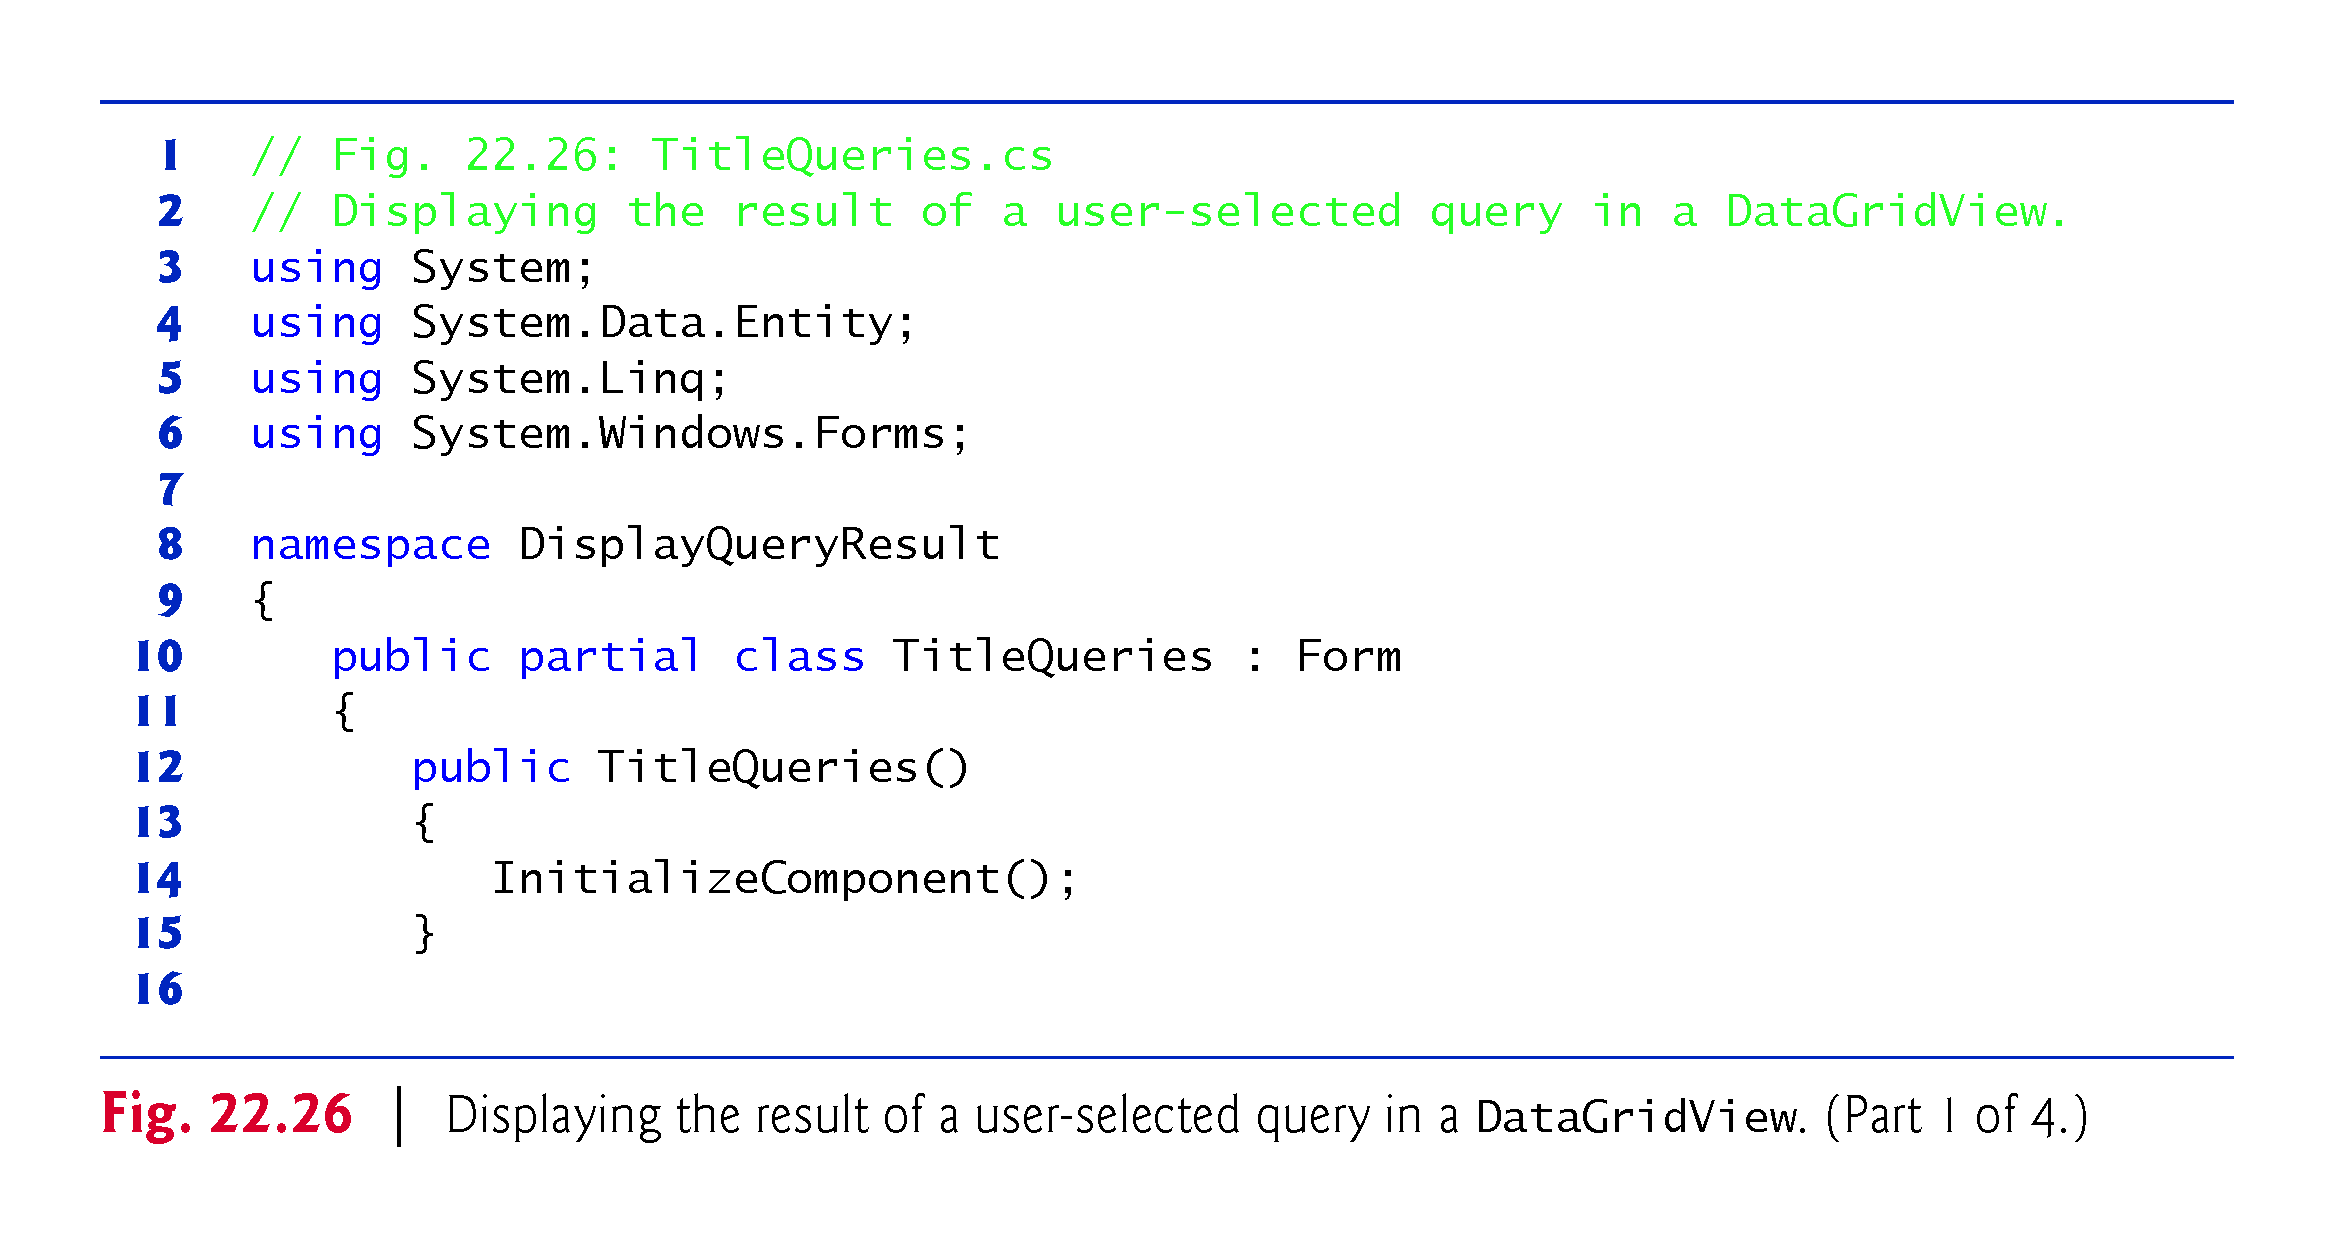 1 // Fig. 22.26: TitleQueries.cs
2 // Displaying the result of a user-selected query in a DataGridView.
3 using System;
4 using System.Data.Entity;
5 using System.Linq;
6 using System.Windows.Forms;
7
8 namespace DisplayQueryResult
9 {
10 public partial class TitleQueries : Form
11 {
12 public TitleQueries()
13 {
14 InitializeComponent();
15 }
16
Fig. 22.26 | Displaying the result of a user-selected query in a DataGridView. (Part 1 of 4.)